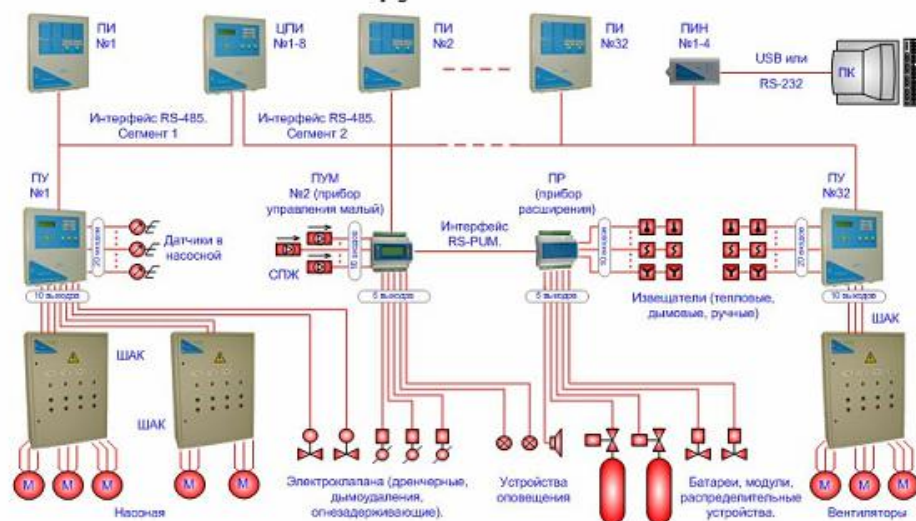 ПИ
№1
ЦПИ
№1-8
ПИ
№2
ПИ
№32
ПИН
№1-4
USB или
RS-232
ПК
Интерфейс RS-485.
Сегмент 1
Интерфейс RS-485.
Сегмент 2
ПУ
№1
ПУМ
№2 (прибор
управления малый)
ПР
(прибор
расширения)
ПУ
№32
20 входов
Датчики в
насосной
СПЖ
Интерфейс
RS-PUM.
10 входов
20 входов
10 выходов
5 выходов
10 выходов
Извещатели (тепловые,
дымовые, ручные)
ШАК
ШАК
ШАК
М
М
М
М
М
М
М
М
Насосная
Электроклапана (дренчерные,
дымоудаления,
огнезадерживающие).
Устройства
оповещения
Батареи, модули,
распределительные
устройства.
Вентиляторы